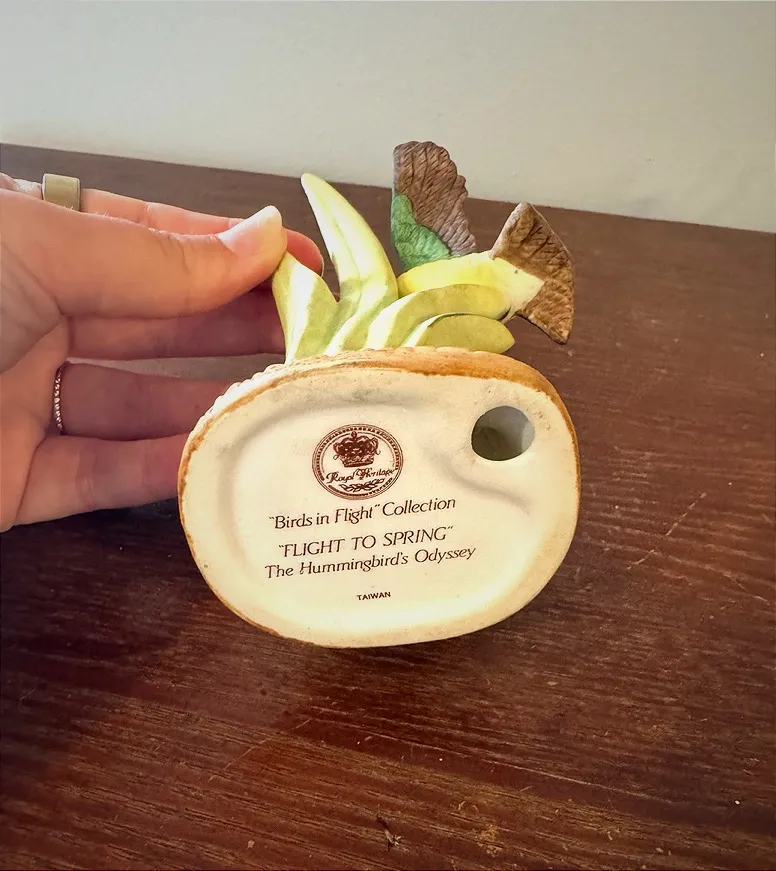 Royal Heritage
"Birds in Flight" Collection
"FLIGHT TO SPRING"
The Hummingbird's Odyssey
TAIWAN